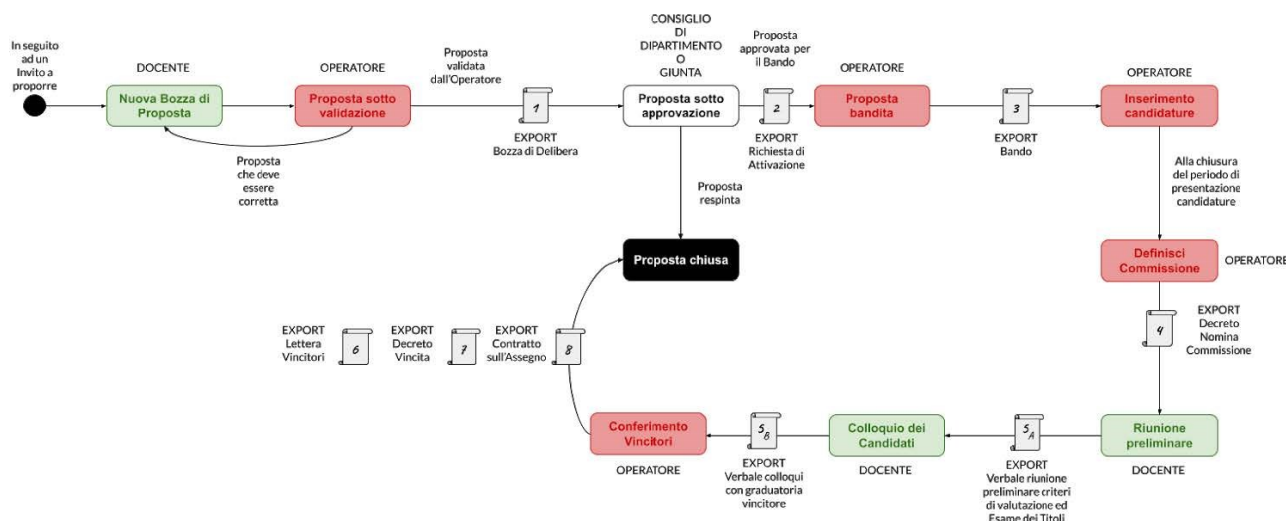 In seguito
ad un
Invito a
proporre
DOCENTE
Nuova Bozza di
Proposta
OPERATORE
Proposta sotto
validazione
Proposta
che deve
essere
corretta
Proposta
validata
dall'Operatore
1
EXPORT
Bozza di Delibera
CONSIGLIO
DI
DIPARTIMENTO
O
GIUNTA
Proposta sotto
approvazione
Proposta
approvata per
il Bando
2
EXPORT
Richiesta di
Attivazione
OPERATORE
Proposta
bandita
3
EXPORT
Bando
OPERATORE
Inserimento
candidature
Alla chiusura
del periodo di
presentazione
candidature
Proposta
respinta
Proposta chiusa
Definisci
Commissione
OPERATORE
4
EXPORT
Decreto
Nomina
Commissione
Riunione
preliminare
DOCENTE
5A
EXPORT
Verbale riunione
preliminare criteri
di valutazione ed
Esame dei Titoli
Colloquio dei
Candidati
DOCENTE
5B
EXPORT
Verbale colloqui
con graduatoria
vincitore
Conferimento
Vincitori
OPERATORE
EXPORT
Lettera
Vincitori
6
EXPORT
Decreto
Vincita
7
EXPORT
Contratto
sull'Assegno
8